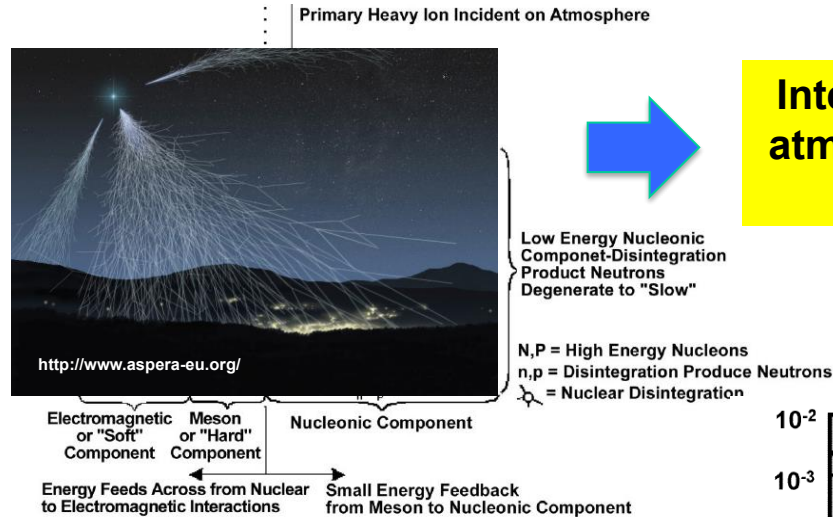 Primary Heavy Ion Incident on Atmosphere
Low Energy Nucleonic
Componet-Disintegration
Product Neutrons
Degenerate to "Slow"
http://www.aspera-eu.org/
N,P = High Energy Nucleons
n,p = Disintegration Produce Neutrons
= Nuclear Disintegration
Electromagnetic
or "Soft"
Component
Meson
or "Hard"
Component
Nucleonic Component
Energy Feeds Across from Nuclear
to Electromagnetic Interactions
Small Energy Feedback
from Meson to Nucleonic Component
10-2
10-3